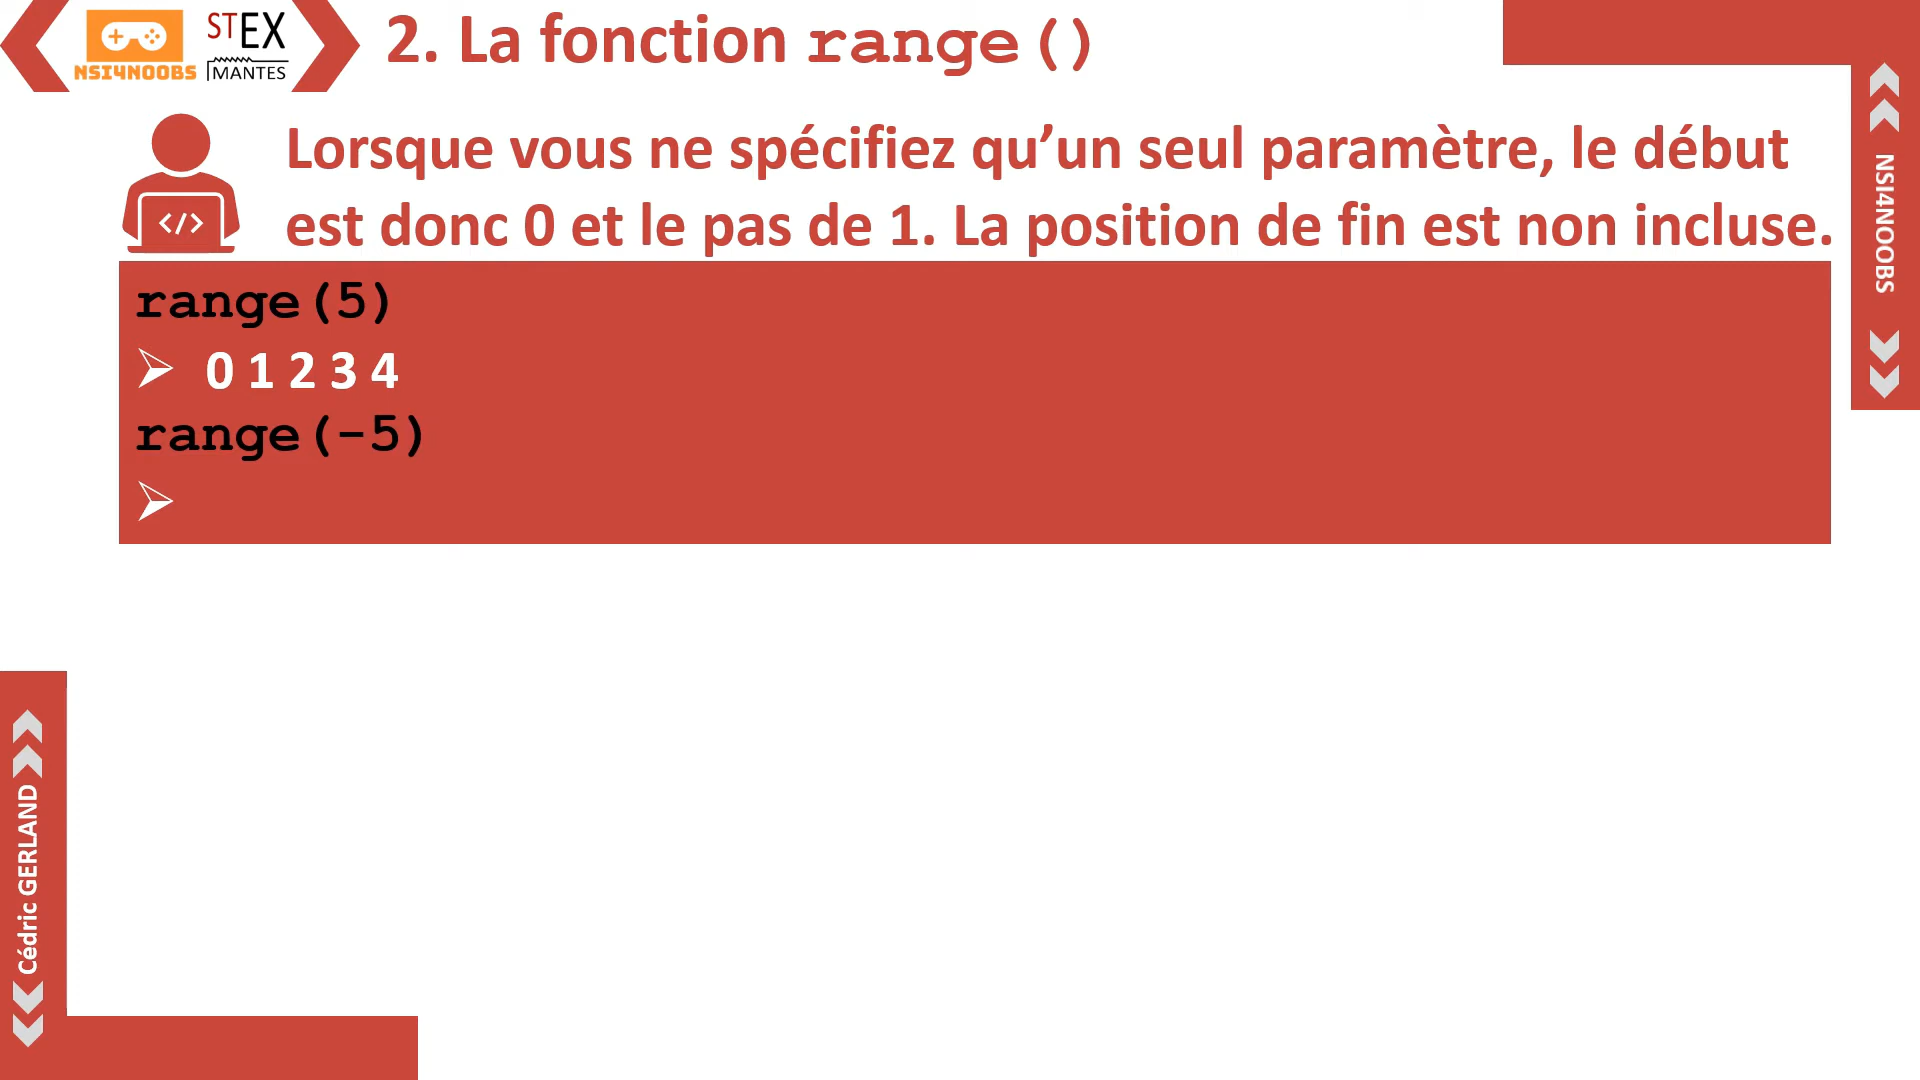 NSI4NOOBS
STEX
MANTES
2. La fonction range()
Lorsque vous ne spécifiez qu’un seul paramètre, le début
est donc 0 et le pas de 1. La position de fin est non incluse.
</>
range(5)
➢ 0 1 2 3 4
range(-5)
➢
NSI4NOOBS
Cédric GERLAND